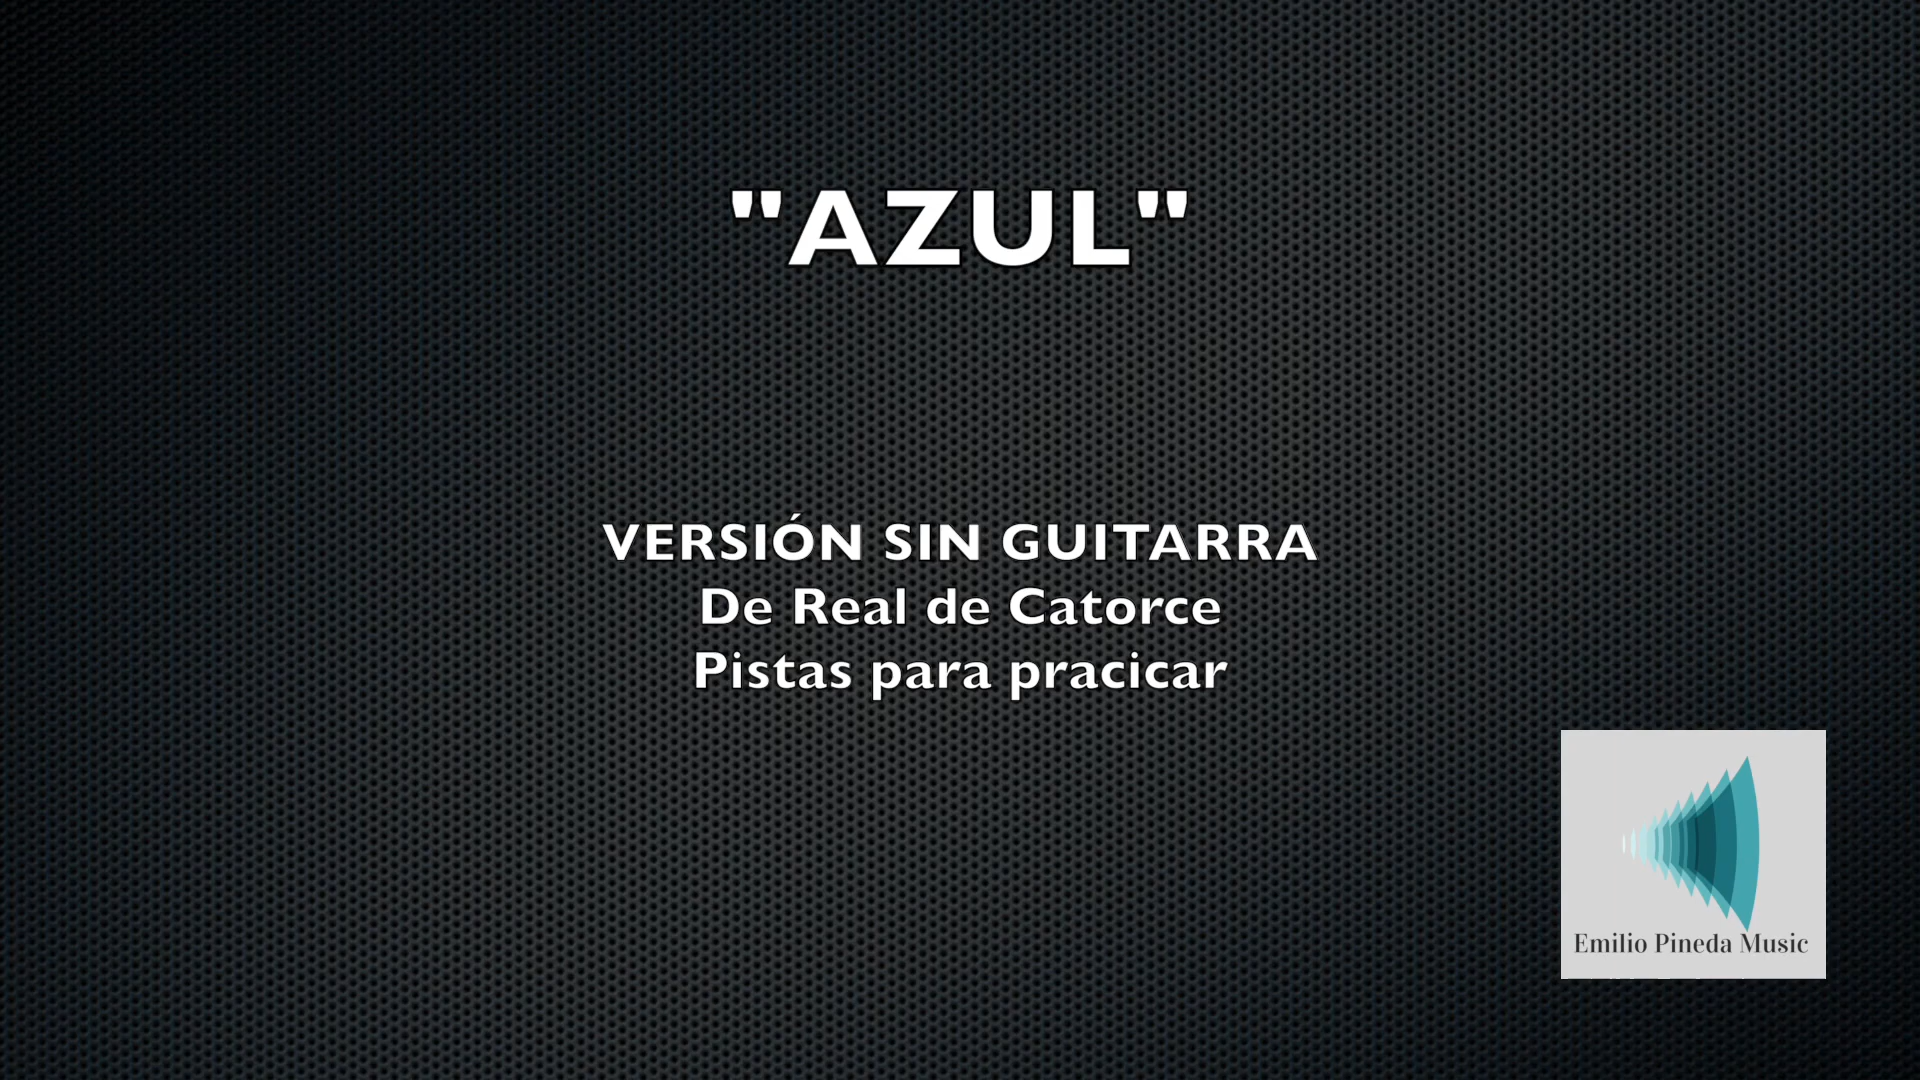 "AZUL"
VERSIÓN SIN GUITARRA
De Real de Catorce
Pistas para pracicar
Emilio Pineda Music